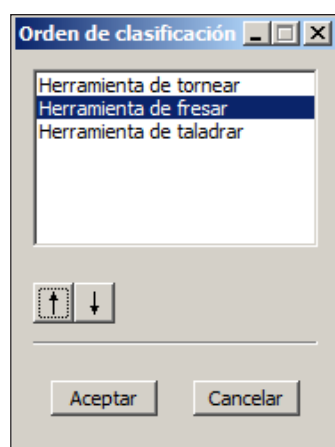 Orden de clasificación
Herramienta de tornear
Herramienta de fresar
Herramienta de taladrar
Aceptar
Cancelar